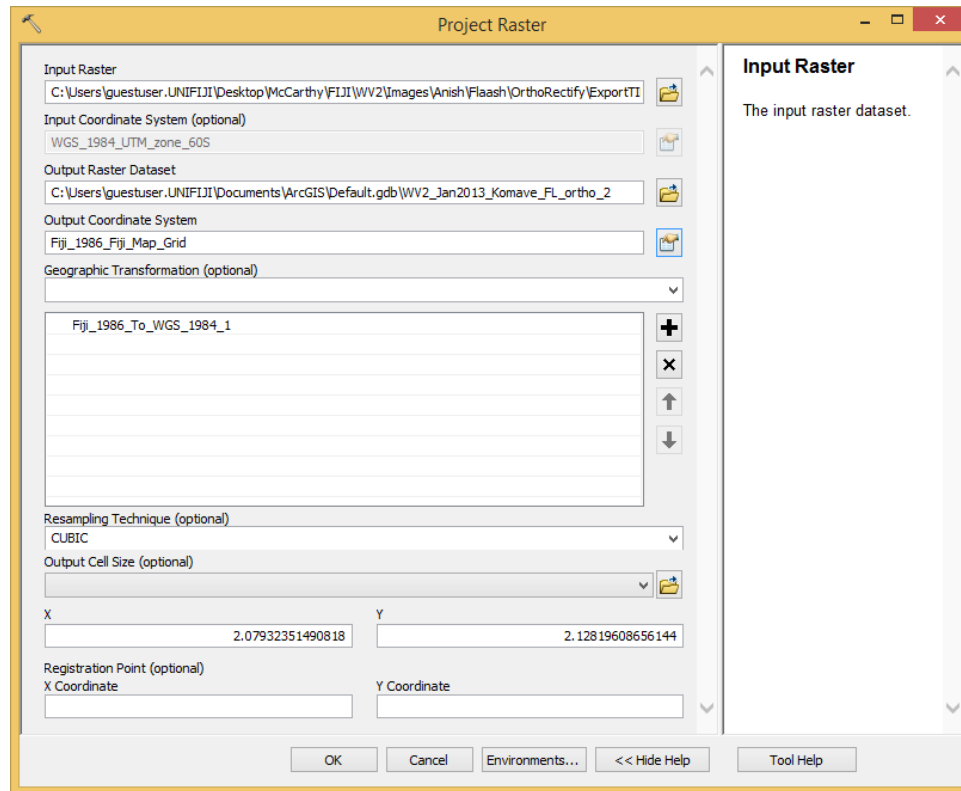 Project Raster
Input Raster
C:\Users\guestuser.UNIFIJI\Desktop\McCarthy\FIJI\WV2\Images\Anish\Flaash\OrthoRectify\ExportTI
Input Coordinate System (optional)
WGS_1984_UTM_zone_60S
Output Raster Dataset
C:\Users\guestuser.UNIFIJI\Documents\ArcGIS\Default.gdb\WV2_Jan2013_Komave_FL_ortho_2
Output Coordinate System
Fiji_1986_Fiji_Map_Grid
Geographic Transformation (optional)
Fiji_1986_To_WGS_1984_1
Resampling Technique (optional)
CUBIC
Output Cell Size (optional)
X Y
2.07932351490818 2.12819608656144
Registration Point (optional)
X Coordinate Y Coordinate
OK Cancel Environments... << Hide Help Tool Help
Input Raster
The input raster dataset.